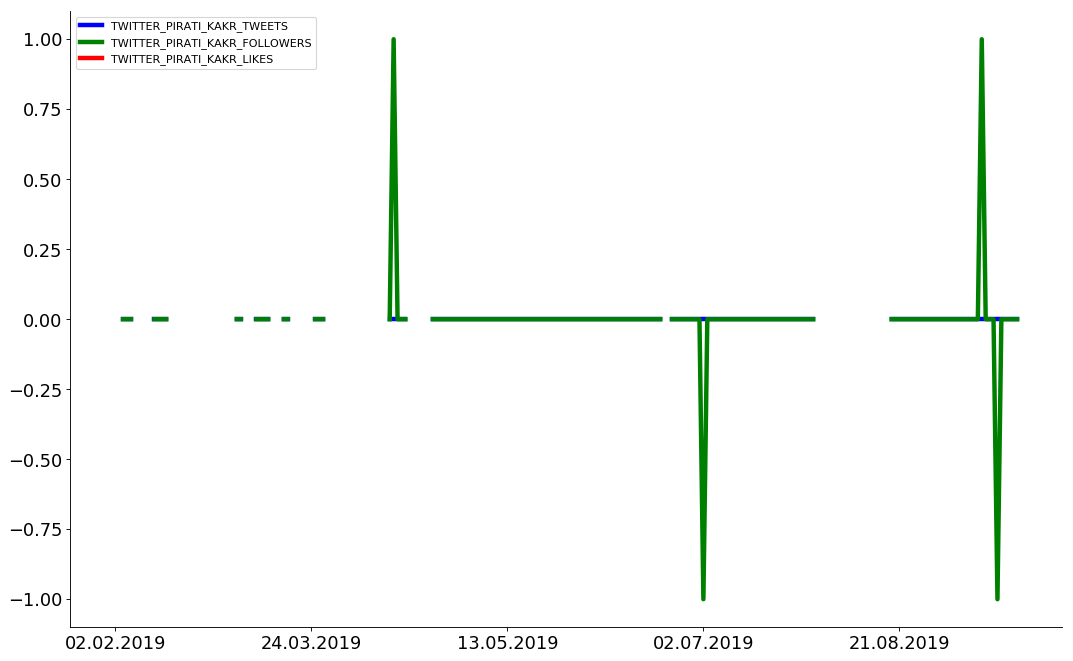 TWITTER_PIRATI_KAKR_TWEETS
TWITTER_PIRATI_KAKR_FOLLOWERS
TWITTER_PIRATI_KAKR_LIKES
1.00
0.75
0.50
0.25
0.00
−0.25
−0.50
−0.75
−1.00
02.02.2019 24.03.2019 13.05.2019 02.07.2019 21.08.2019